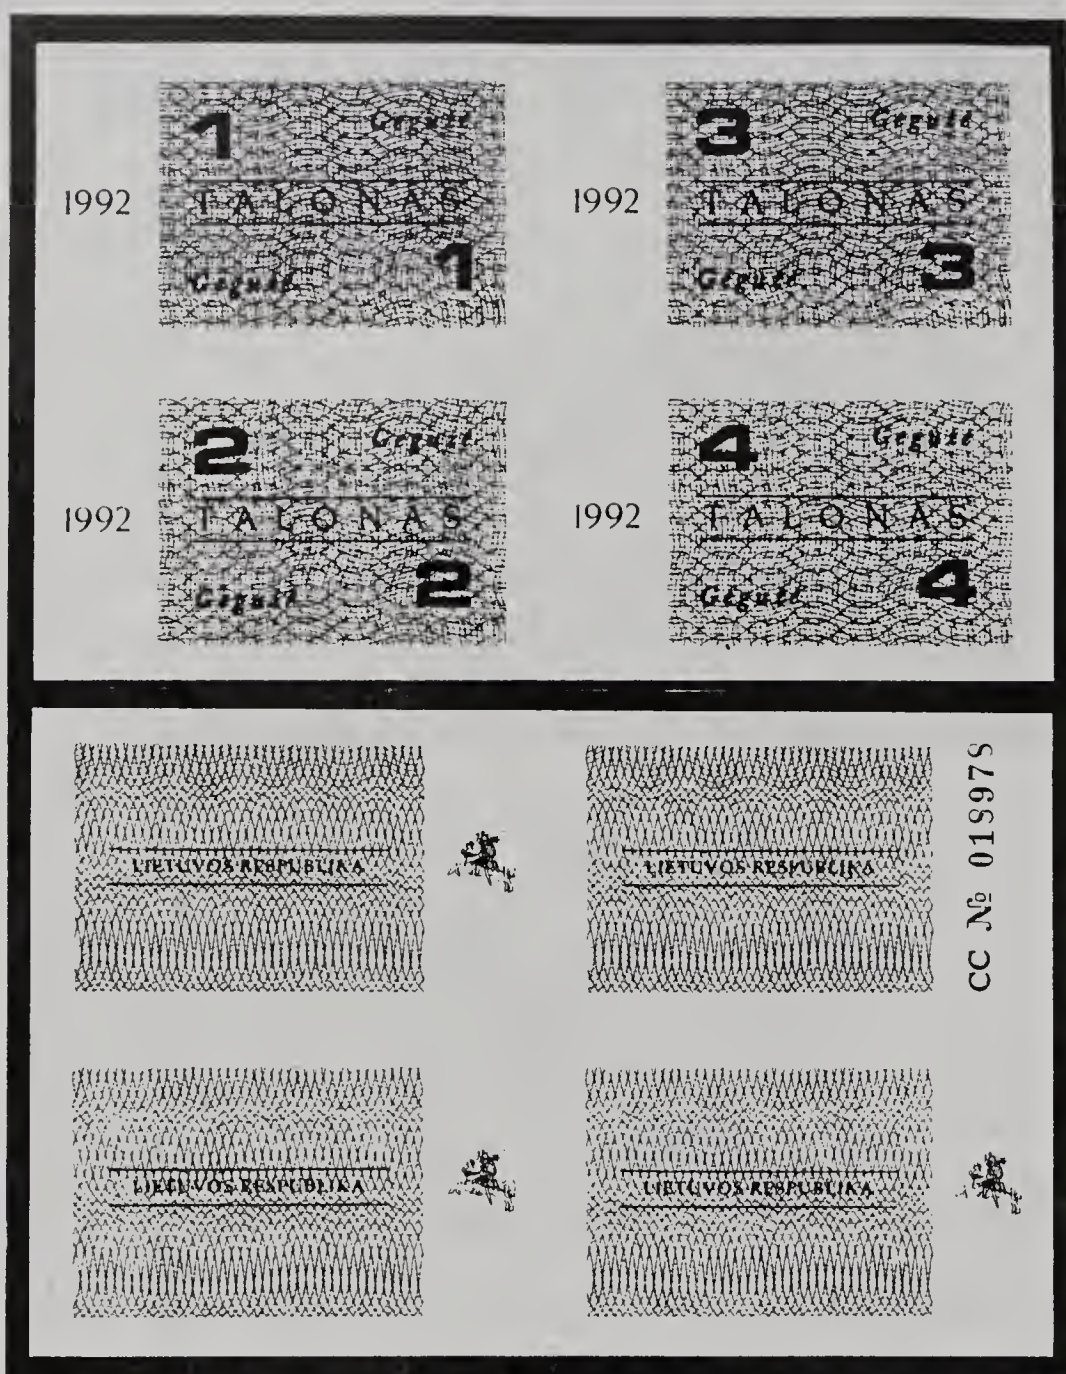 1 Gegužė
1992 TALONAS
Gegužė 1
3 Gegužė
1992 TALONAS
Gegužė 3
2 Gegužė
1992 TALONAS
Gegužė 2
4 Gegužė
1992 TALONAS
Gegužė 4
LIETUVOS RESPUBLIKA
LIETUVOS RESPUBLIKA
CC № 018978
LIETUVOS RESPUBLIKA
LIETUVOS RESPUBLIKA